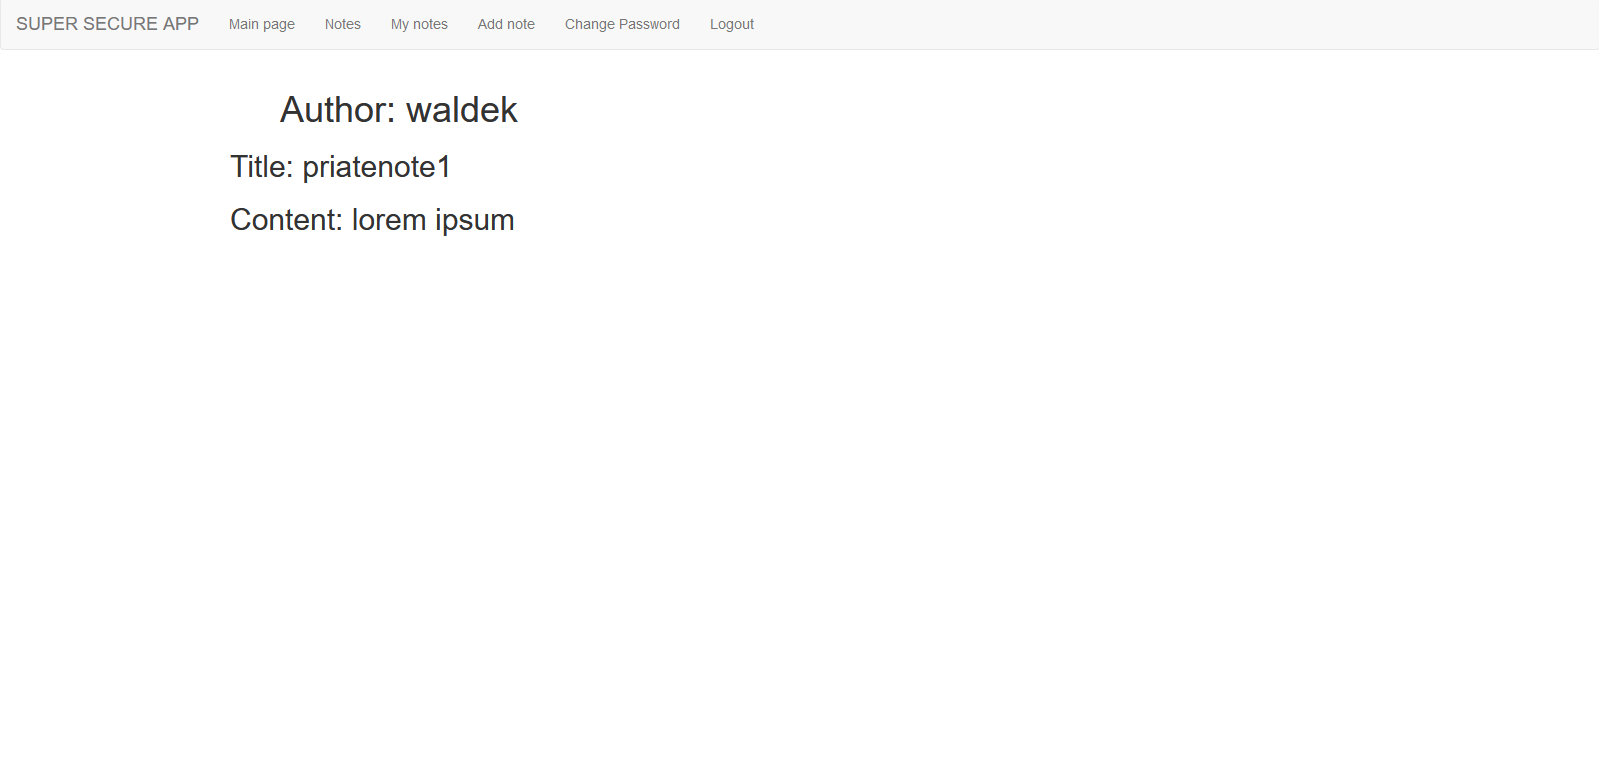 SUPER SECURE APP Main page Notes My notes Add note Change Password Logout
Author: waldek
Title: priatenote1
Content: lorem ipsum